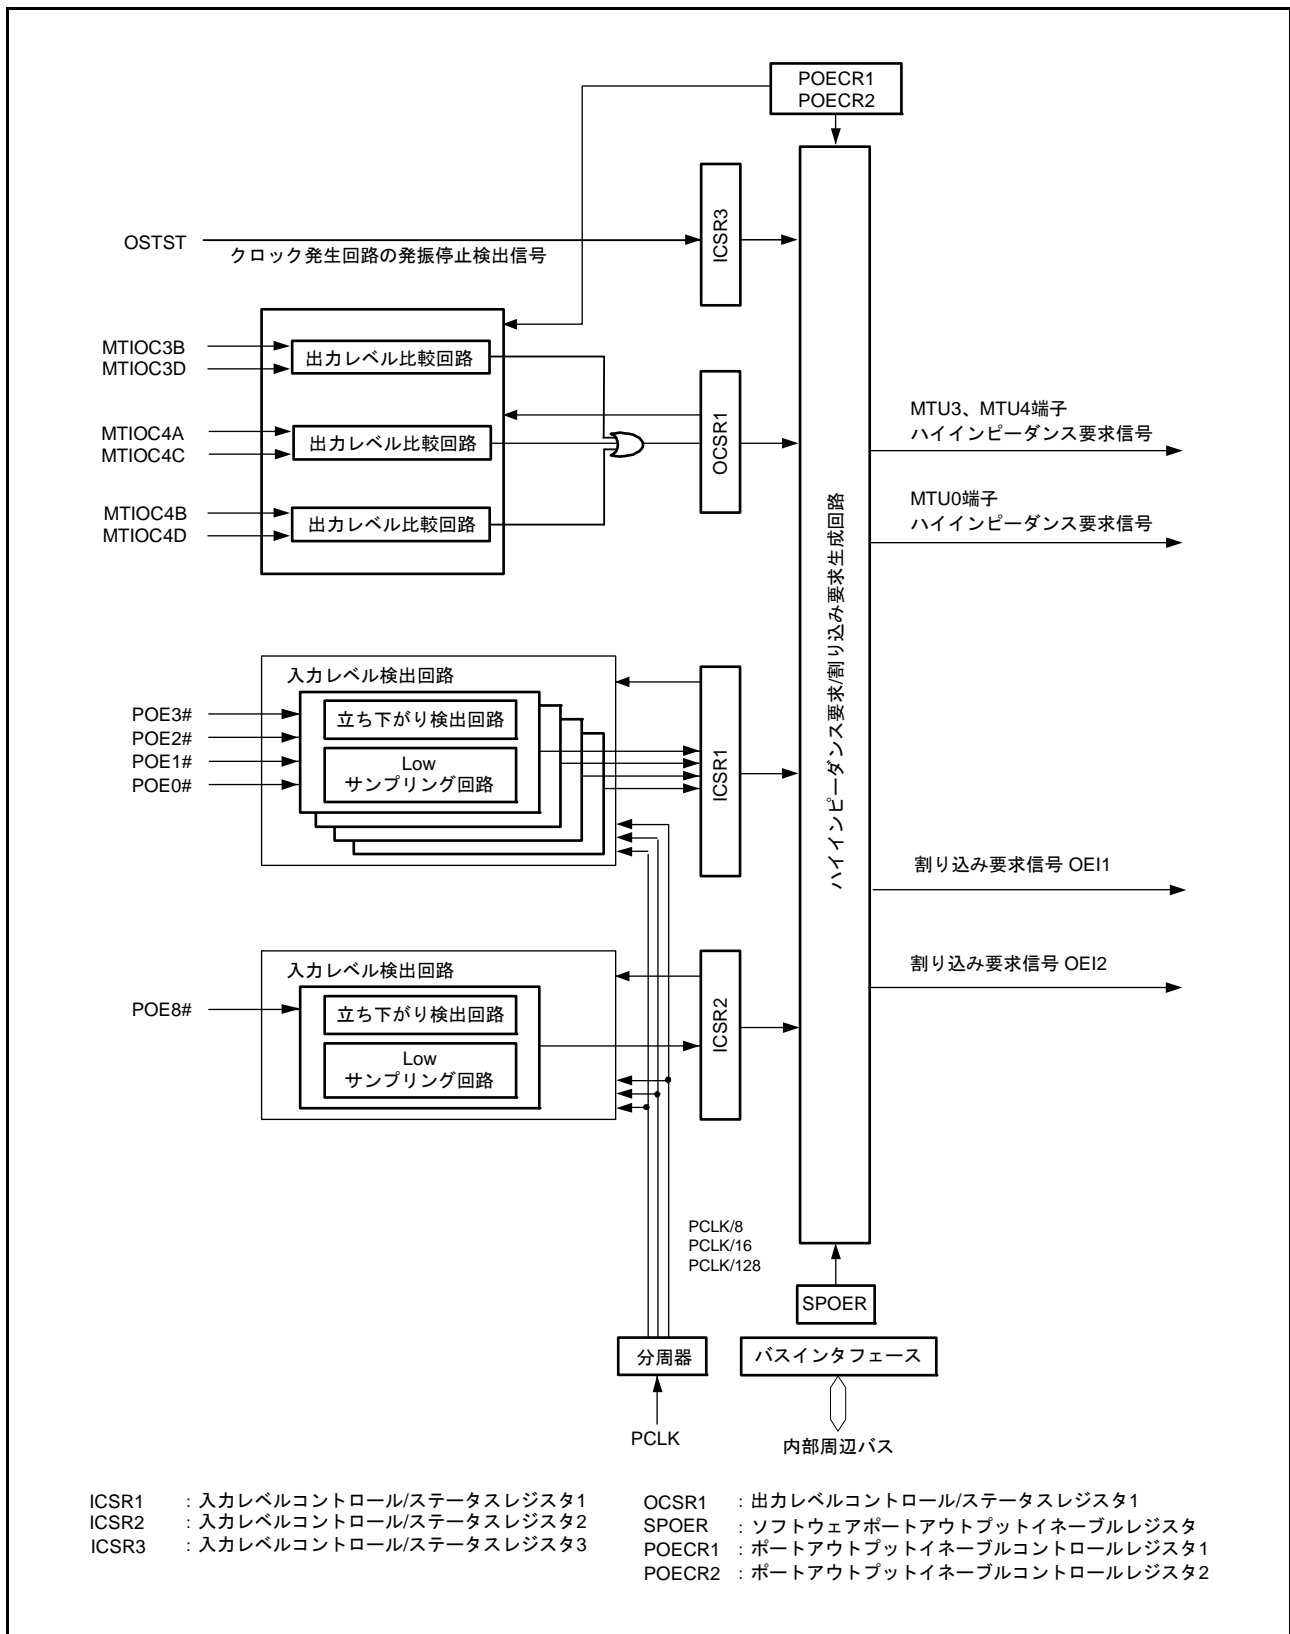 POECR1
POECR2
OSTST
クロック発生回路の発振停止検出信号
ICSR3
MTIOC3B
MTIOC3D
出力レベル比較回路
MTIOC4A
MTIOC4C
出力レベル比較回路
MTIOC4B
MTIOC4D
出力レベル比較回路
OCSR1
ハイインピーダンス要求/割り込み要求生成回路
MTU3、MTU4端子
ハイインピーダンス要求信号
MTU0端子
ハイインピーダンス要求信号
入力レベル検出回路
POE3#
POE2#
POE1#
POE0#
立ち下がり検出回路
Low
サンプリング回路
ICSR1
割り込み要求信号 OEI1
割り込み要求信号 OEI2
入力レベル検出回路
POE8#
立ち下がり検出回路
Low
サンプリング回路
ICSR2
PCLK/8
PCLK/16
PCLK/128
SPOER
分周器
バスインタフェース
PCLK
内部周辺バス
ICSR1 : 入力レベルコントロール/ステータスレジスタ1
ICSR2 : 入力レベルコントロール/ステータスレジスタ2
ICSR3 : 入力レベルコントロール/ステータスレジスタ3
OCSR1 : 出力レベルコントロール/ステータスレジスタ1
SPOER : ソフトウェアポートアウトプットイネーブルレジスタ
POECR1 : ポートアウトプットイネーブルコントロールレジスタ1
POECR2 : ポートアウトプットイネーブルコントロールレジスタ2